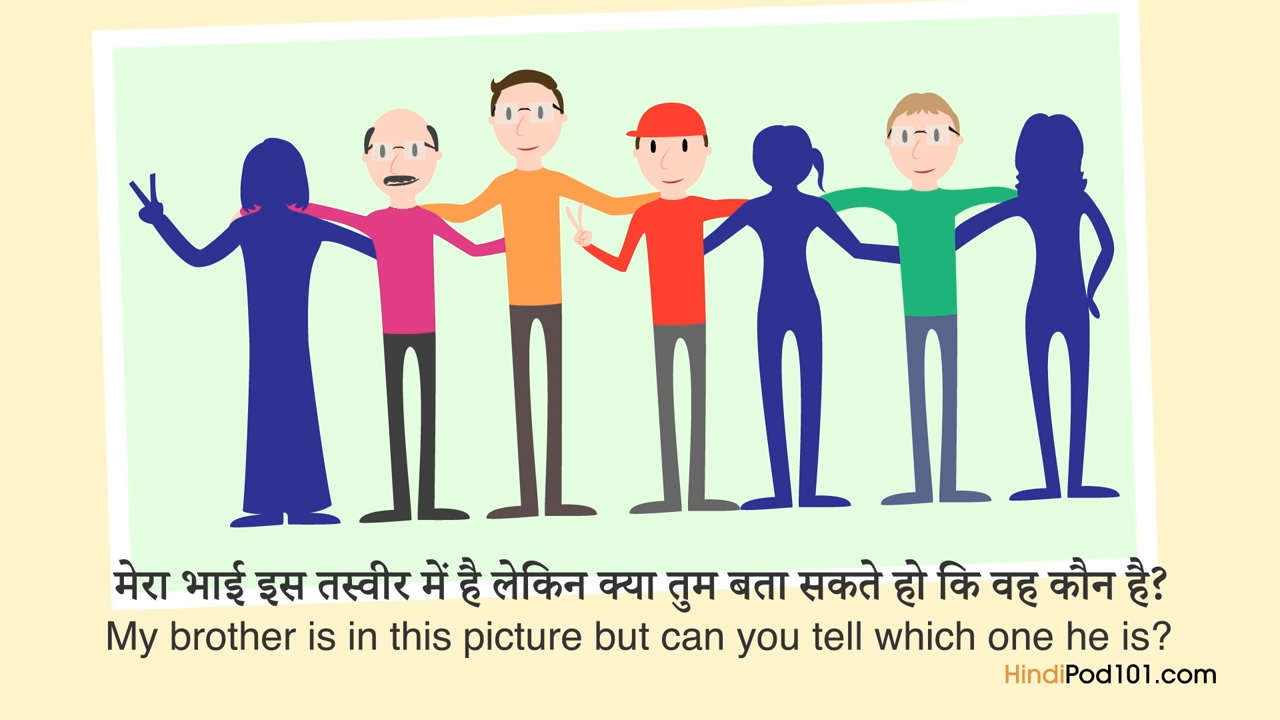 मेरा भाई इस तस्वीर में है लेकिन क्या तुम बता सकते हो कि वह कौन है?
My brother is in this picture but can you tell which one he is?
HindiPod101.com